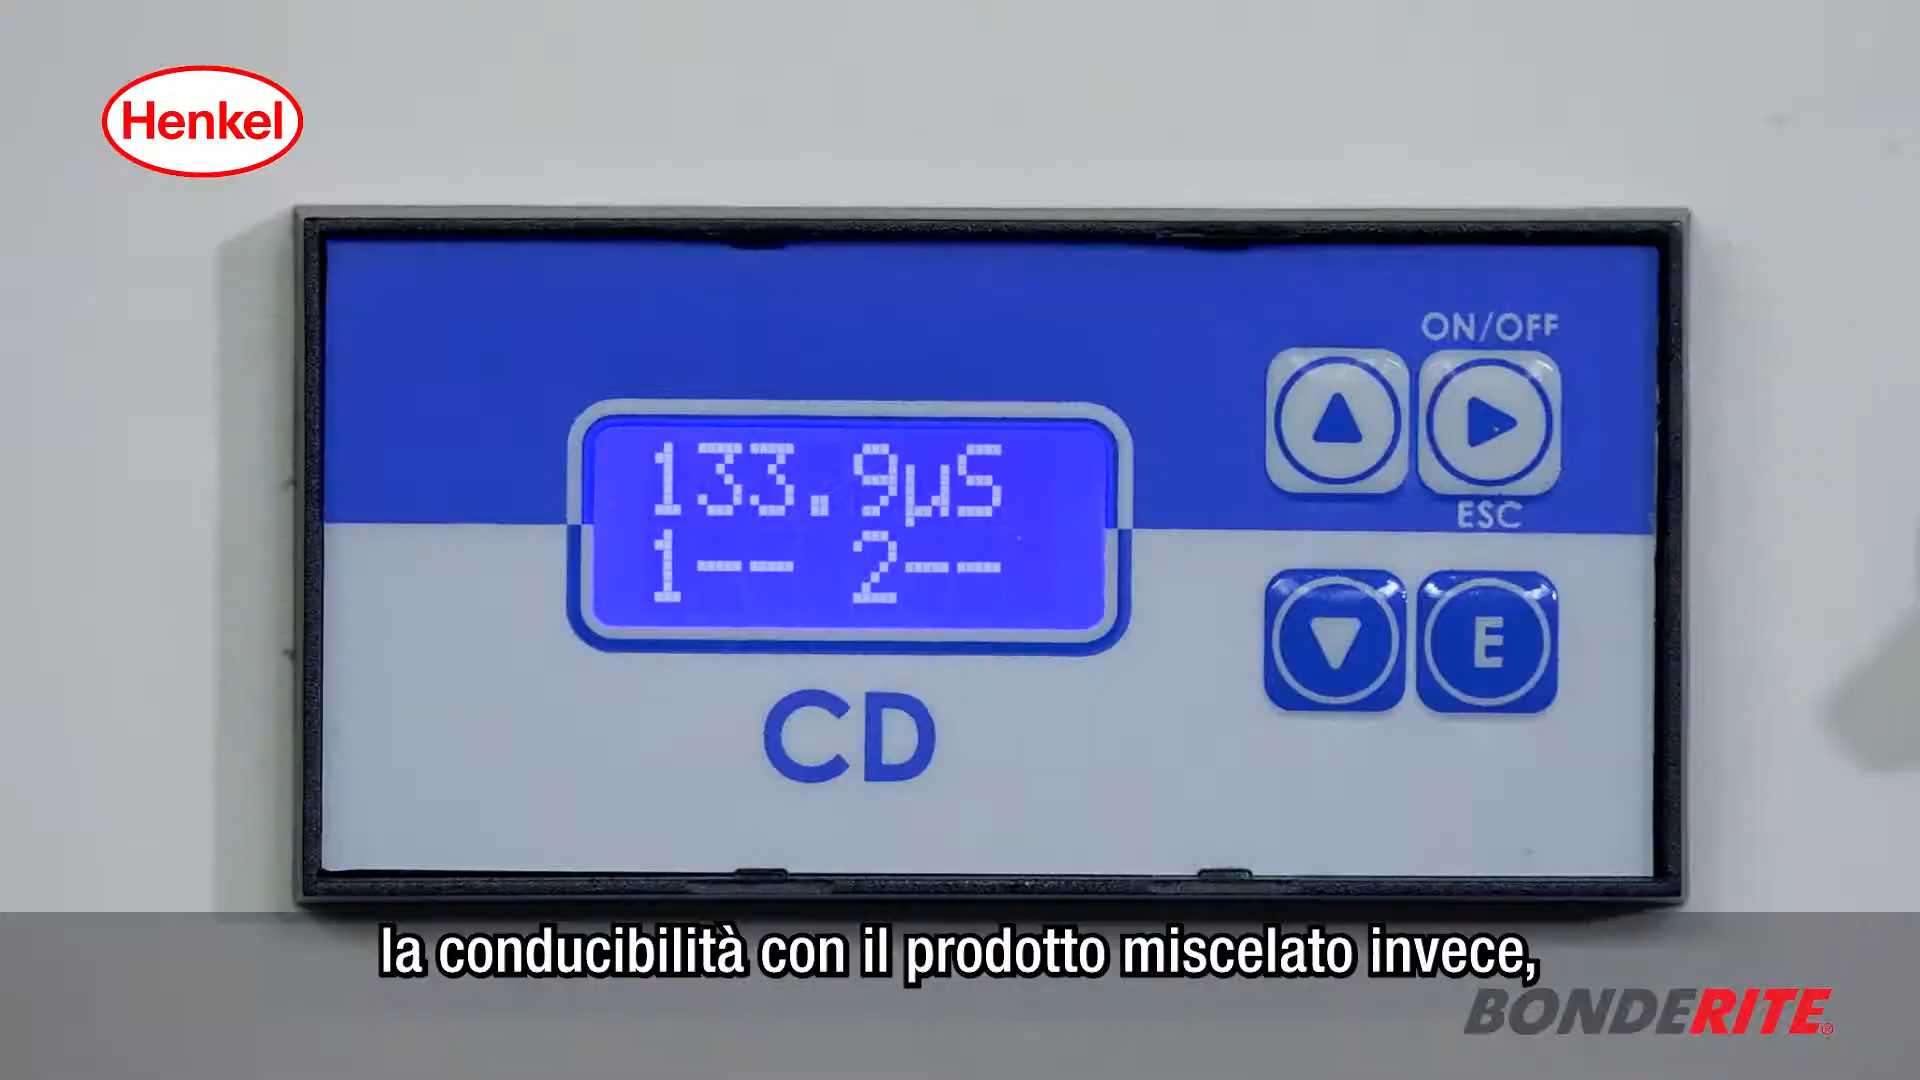 Henkel
ON/OFF
133.9µS
1-- 2--
ESC
E
CD
la conducibilità con il prodotto miscelato invece,
BONDERITE®